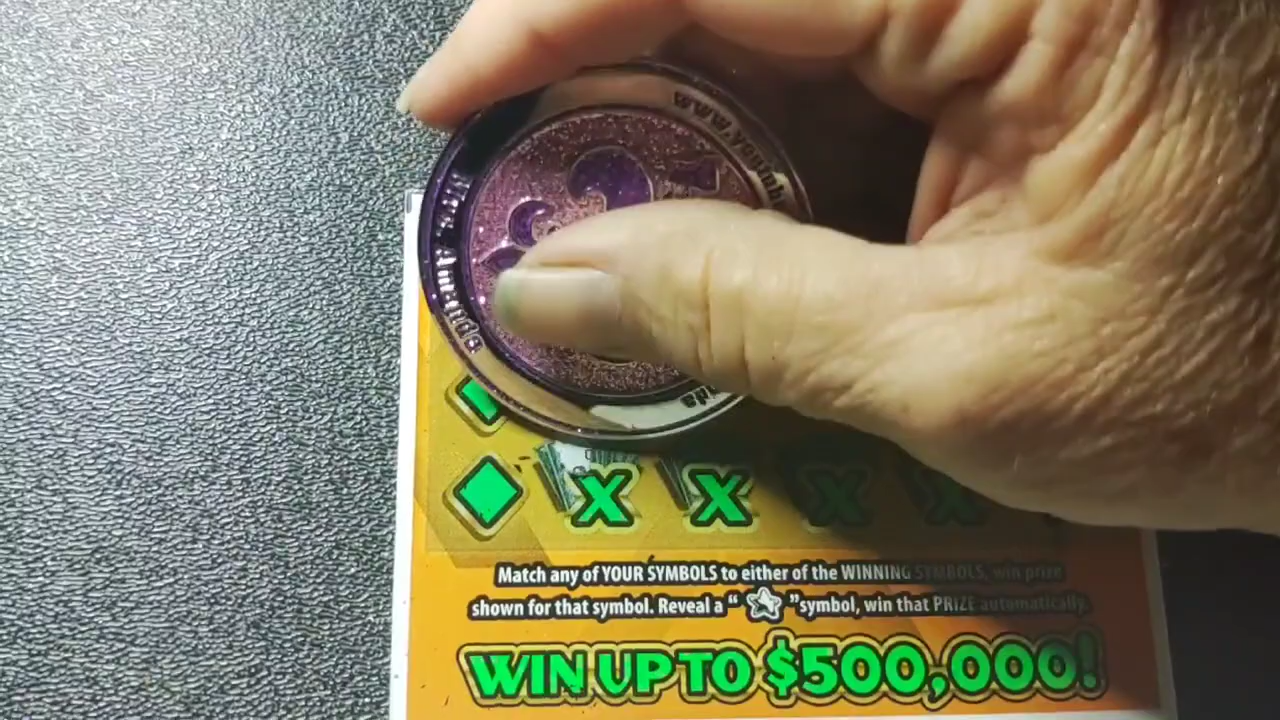 Amanda
X X X X
Match any of YOUR SYMBOLS to either of the WINNING SYMBOLS, win prize
shown for that symbol. Reveal a " " symbol, win that PRIZE automatically.
WIN UP TO $500,000!